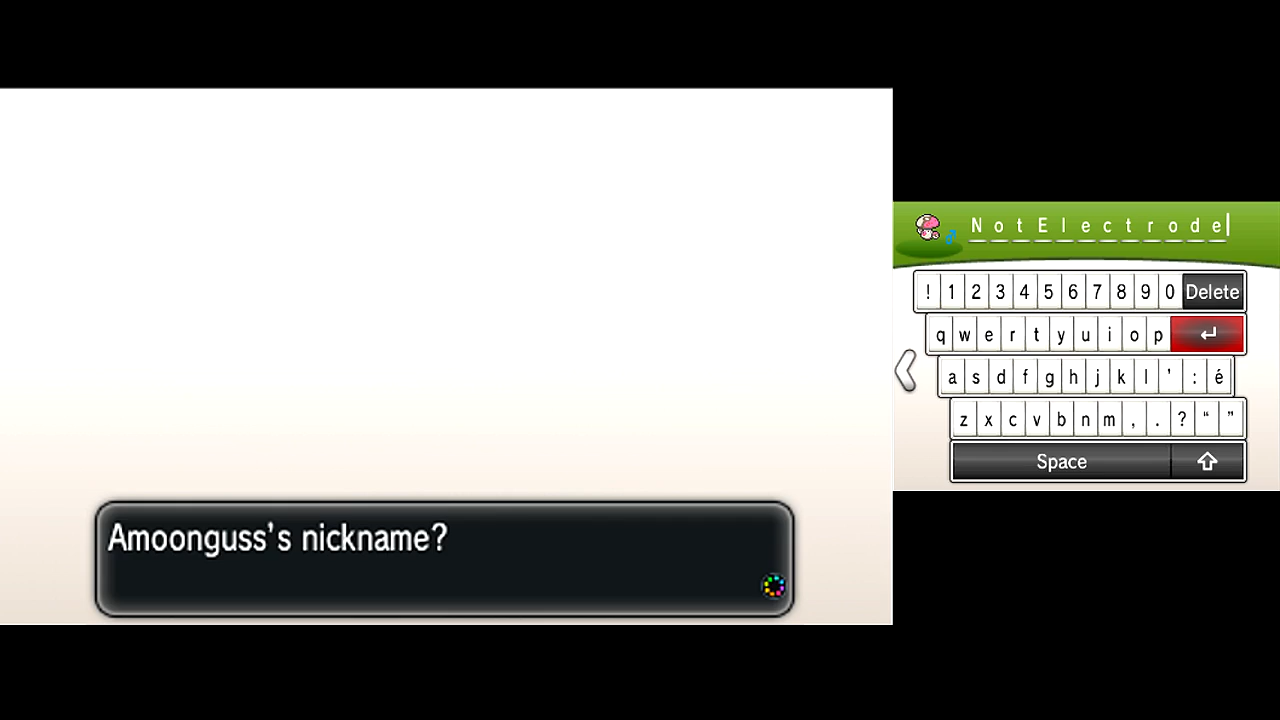 Amoonguss's nickname?
NotElectrode
! 1 2 3 4 5 6 7 8 9 0 Delete
q w e r t y u i o p
a s d f g h j k l ' : é
z x c v b n m , . ? “ ”
Space